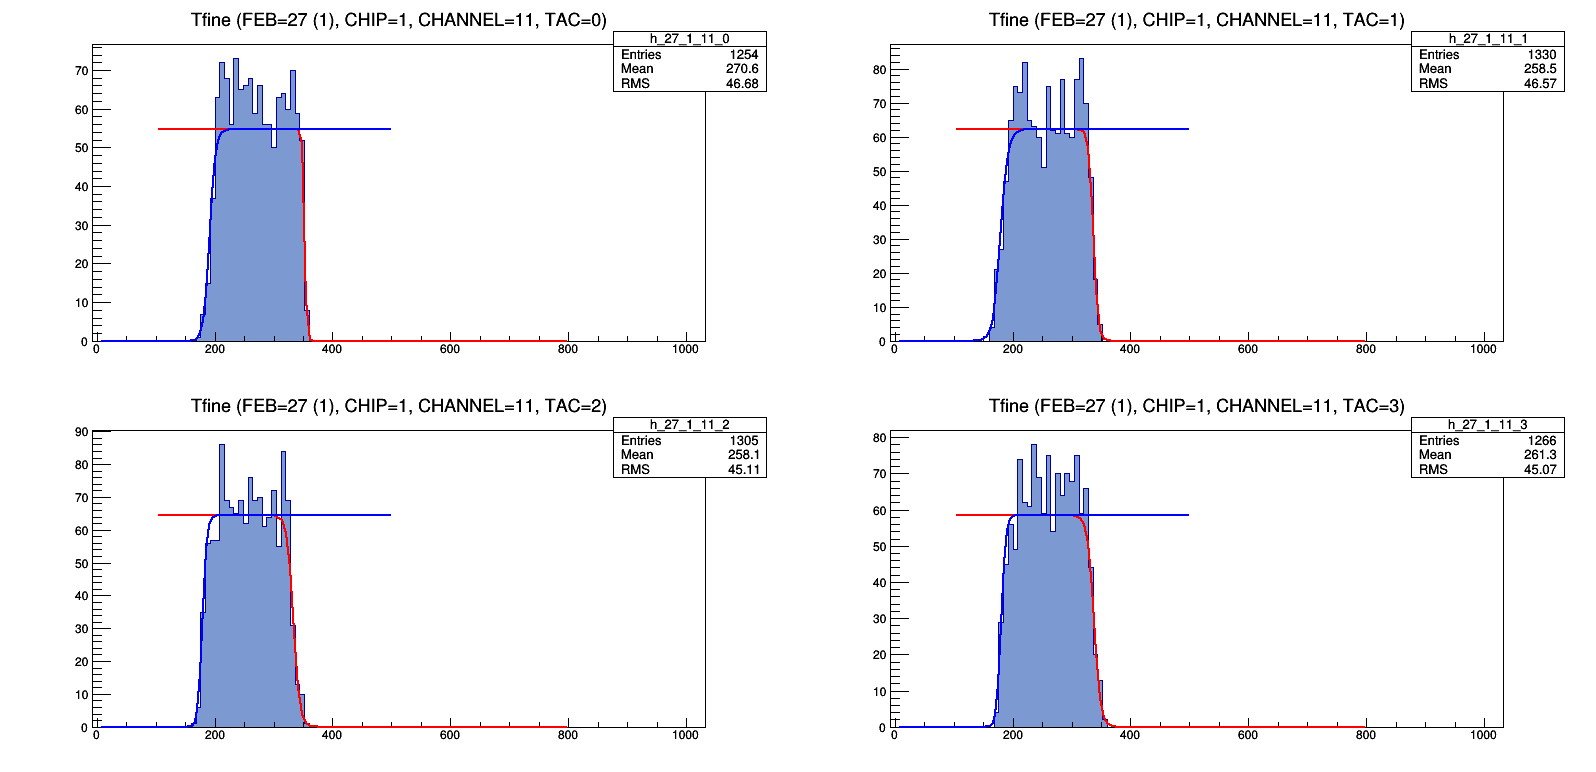 Tfine (FEB=27 (1), CHIP=1, CHANNEL=11, TAC=0)
h_27_1_11_0
Entries 1254
Mean 270.6
RMS 46.68
70
60
50
40
30
20
10
0
0 200 400 600 800 1000
Tfine (FEB=27 (1), CHIP=1, CHANNEL=11, TAC=1)
h_27_1_11_1
Entries 1330
Mean 258.5
RMS 46.57
80
70
60
50
40
30
20
10
0
0 200 400 600 800 1000
Tfine (FEB=27 (1), CHIP=1, CHANNEL=11, TAC=2)
h_27_1_11_2
Entries 1305
Mean 258.1
RMS 45.11
90
80
70
60
50
40
30
20
10
0
0 200 400 600 800 1000
Tfine (FEB=27 (1), CHIP=1, CHANNEL=11, TAC=3)
h_27_1_11_3
Entries 1266
Mean 261.3
RMS 45.07
80
70
60
50
40
30
20
10
0
0 200 400 600 800 1000